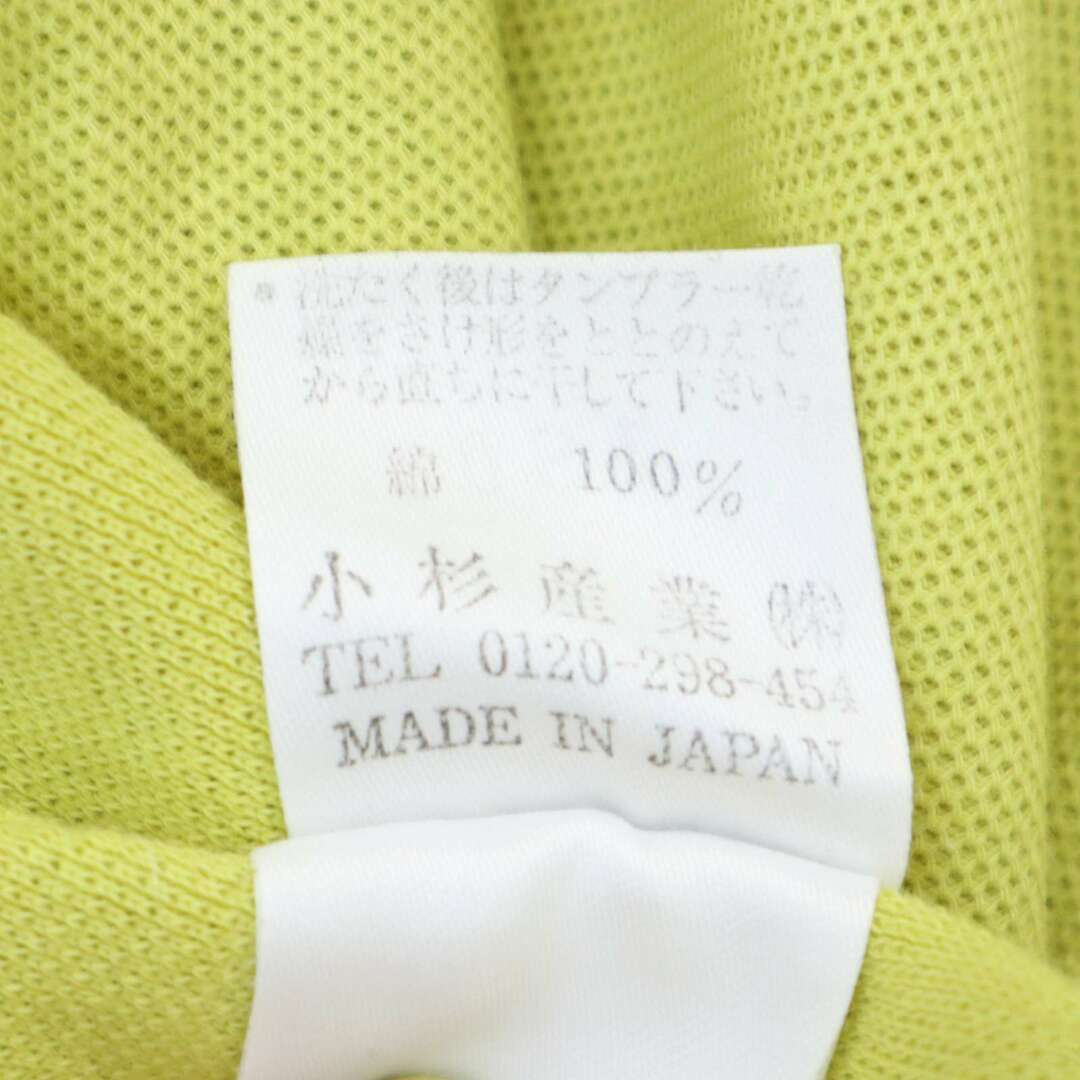 * 洗たく後はタンブラー乾
燥をさけ形をととのえて
から直ちに干して下さい。
綿 100%
小杉産業㈱
TEL 0120-298-454
MADE IN JAPAN